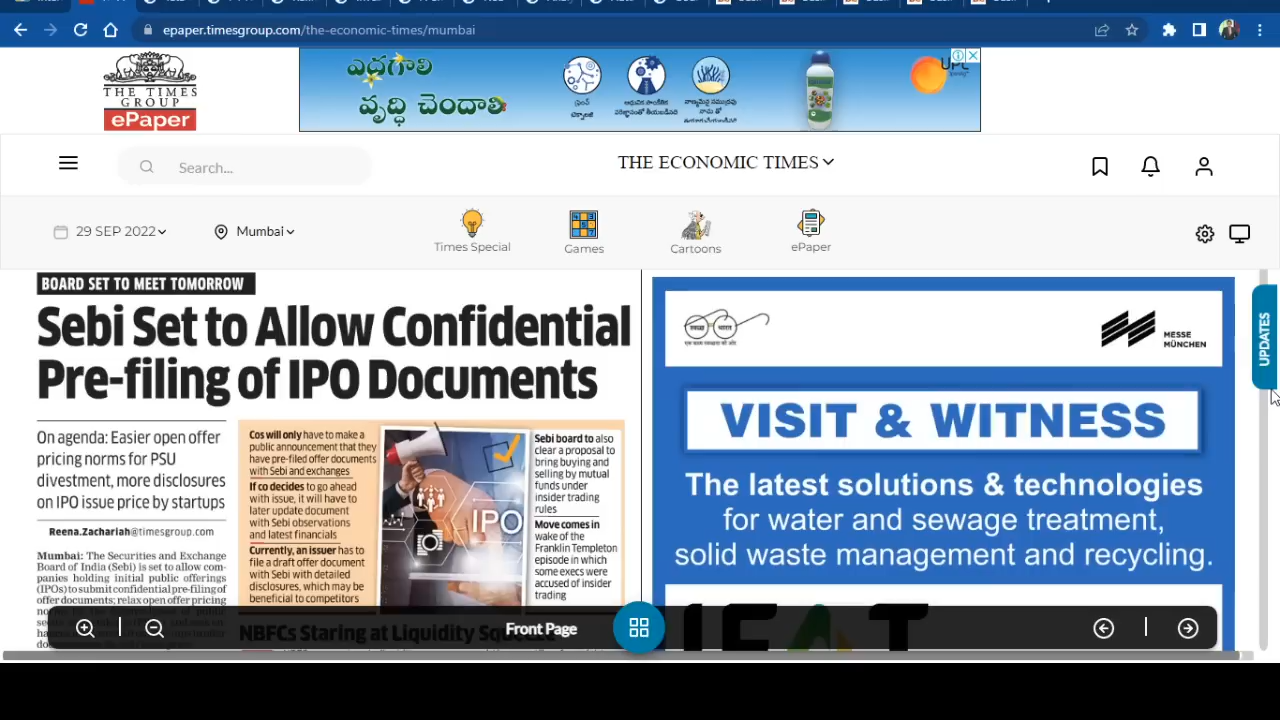 epaper.timesgroup.com/the-economic-times/mumbai
THE TIMES
GROUP
ePaper
ఎదగాలి
వృద్ధి చెందాలి
UPL
Search...
THE ECONOMIC TIMES
29 SEP 2022
Mumbai
Times Special
Games
Cartoons
ePaper
UPDATES
BOARD SET TO MEET TOMORROW
Sebi Set to Allow Confidential
Pre-filing of IPO Documents
On agenda: Easier open offer
pricing norms for PSU
divestment, more disclosures
on IPO issue price by startups
Reena.Zachariah@timesgroup.com
Mumbai: The Securities and Exchange
Board of India (Sebi) is set to allow com-
panies holding initial public offerings
(IPOs) to submit confidential pre-filing of
offer documents; relax open offer pricing
Cos will only have to make a
public announcement that they
have pre-filed offer documents
with Sebi and exchanges
If co decides to go ahead
with issue, it will have to
later update document
with Sebi observations
and latest financials
Currently, an issuer has to
file a draft offer document
with Sebi with detailed
disclosures, which may be
beneficial to competitors
IPO
Sebi board to also
clear a proposal to
bring buying and
selling by mutual
funds under
insider trading
rules
Move comes in
wake of the
Franklin Templeton
episode in which
some execs were
accused of insider
trading
NBFCs Staring at Liquidity
Front Page
स्वच्छ भारत
एक कदम स्वच्छता की ओर
MESSE
MÜNCHEN
VISIT & WITNESS
The latest solutions & technologies
for water and sewage treatment,
solid waste management and recycling.